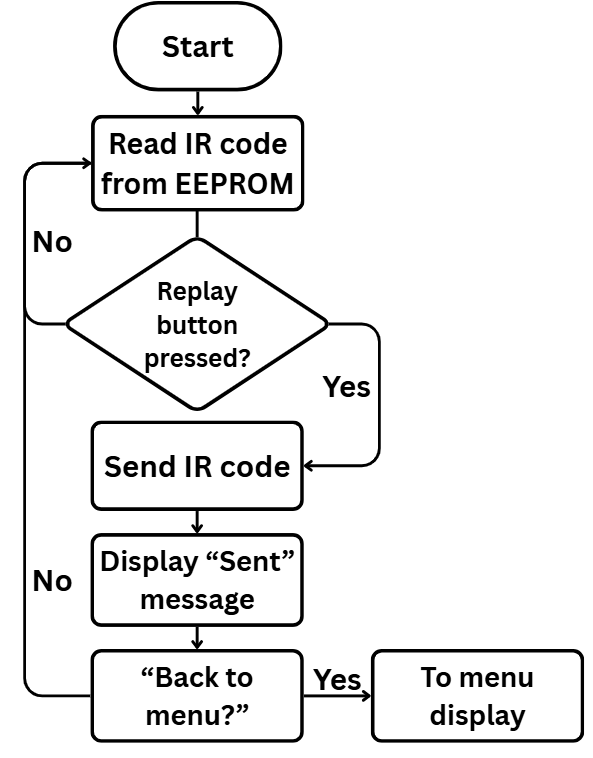 Start
Read IR code
from EEPROM
No
Replay
button
pressed?
Yes
Send IR code
Display “Sent”
message
No
“Back to
menu?”
Yes
To menu
display